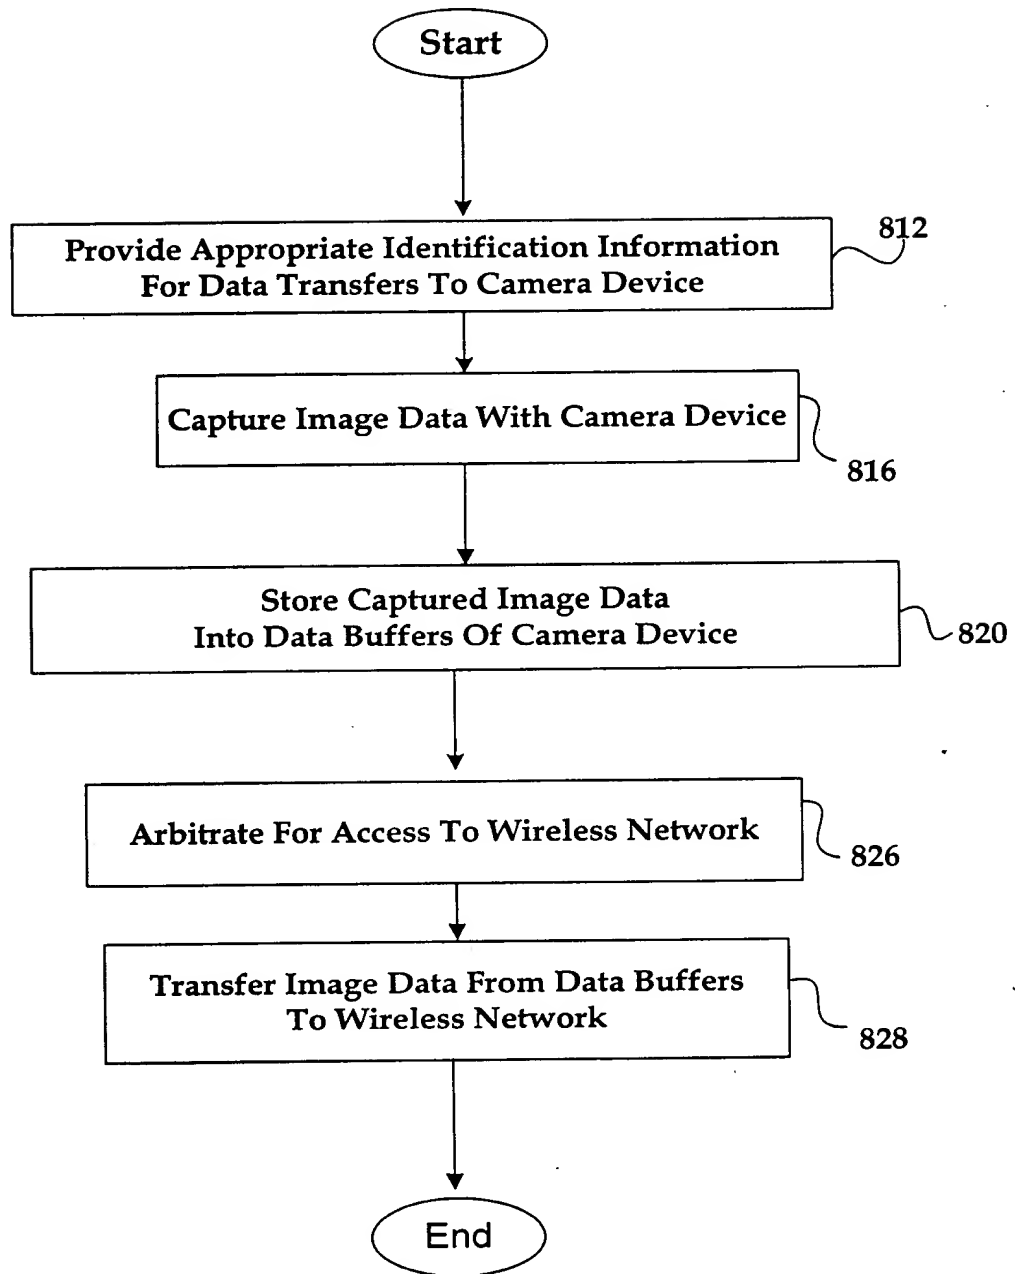 Start
Provide Appropriate Identification Information
For Data Transfers To Camera Device
812
Capture Image Data With Camera Device
816
Store Captured Image Data
Into Data Buffers Of Camera Device
820
Arbitrate For Access To Wireless Network
826
Transfer Image Data From Data Buffers
To Wireless Network
828
End